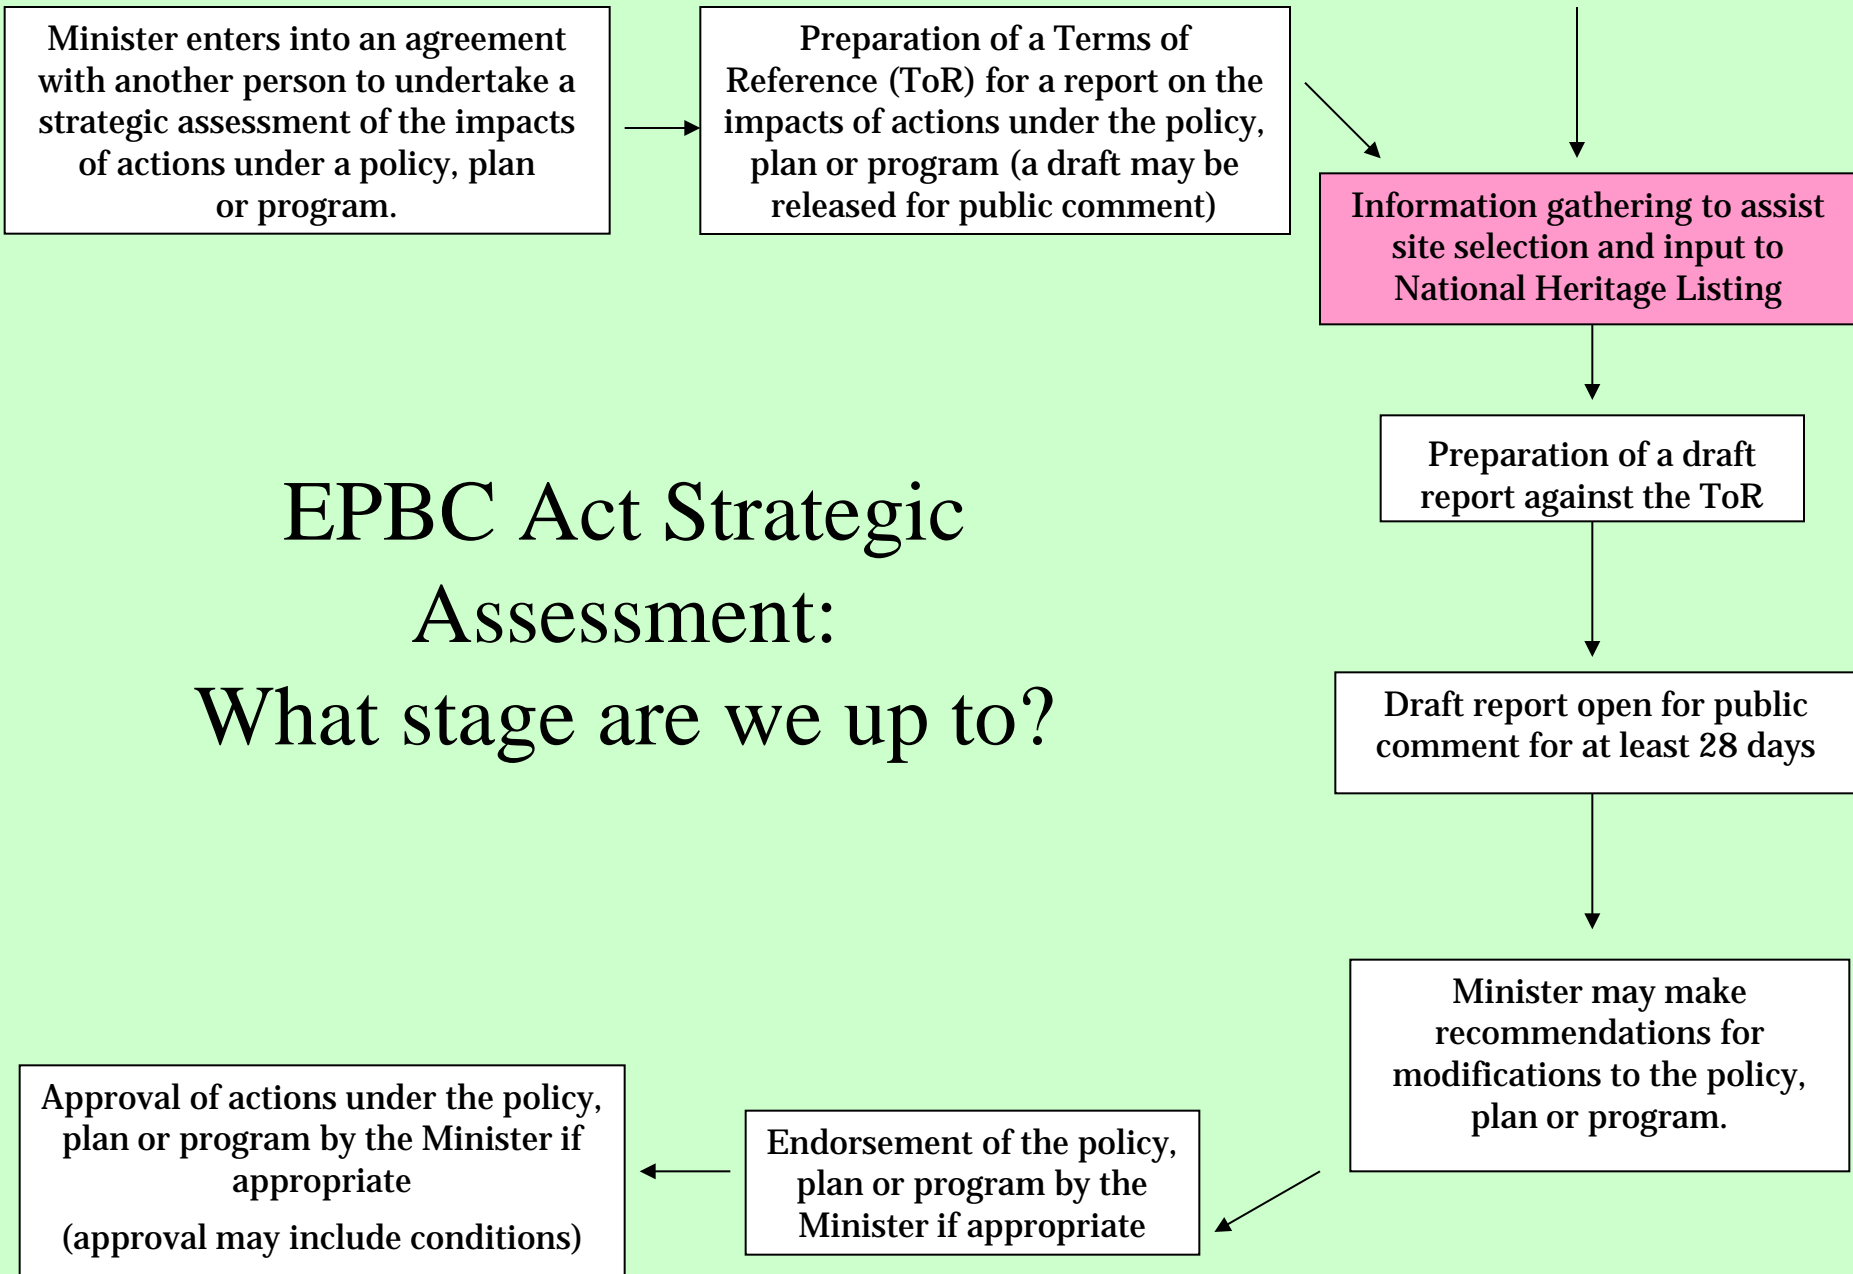 Minister enters into an agreement
with another person to undertake a
strategic assessment of the impacts
of actions under a policy, plan
or program.
Preparation of a Terms of
Reference (ToR) for a report on the
impacts of actions under the policy,
plan or program (a draft may be
released for public comment)
Information gathering to assist
site selection and input to
National Heritage Listing
Preparation of a draft
report against the ToR
EPBC Act Strategic
Assessment:
What stage are we up to?
Draft report open for public
comment for at least 28 days
Minister may make
recommendations for
modifications to the policy,
plan or program.
Endorsement of the policy,
plan or program by the
Minister if appropriate
Approval of actions under the policy,
plan or program by the Minister if
appropriate
(approval may include conditions)